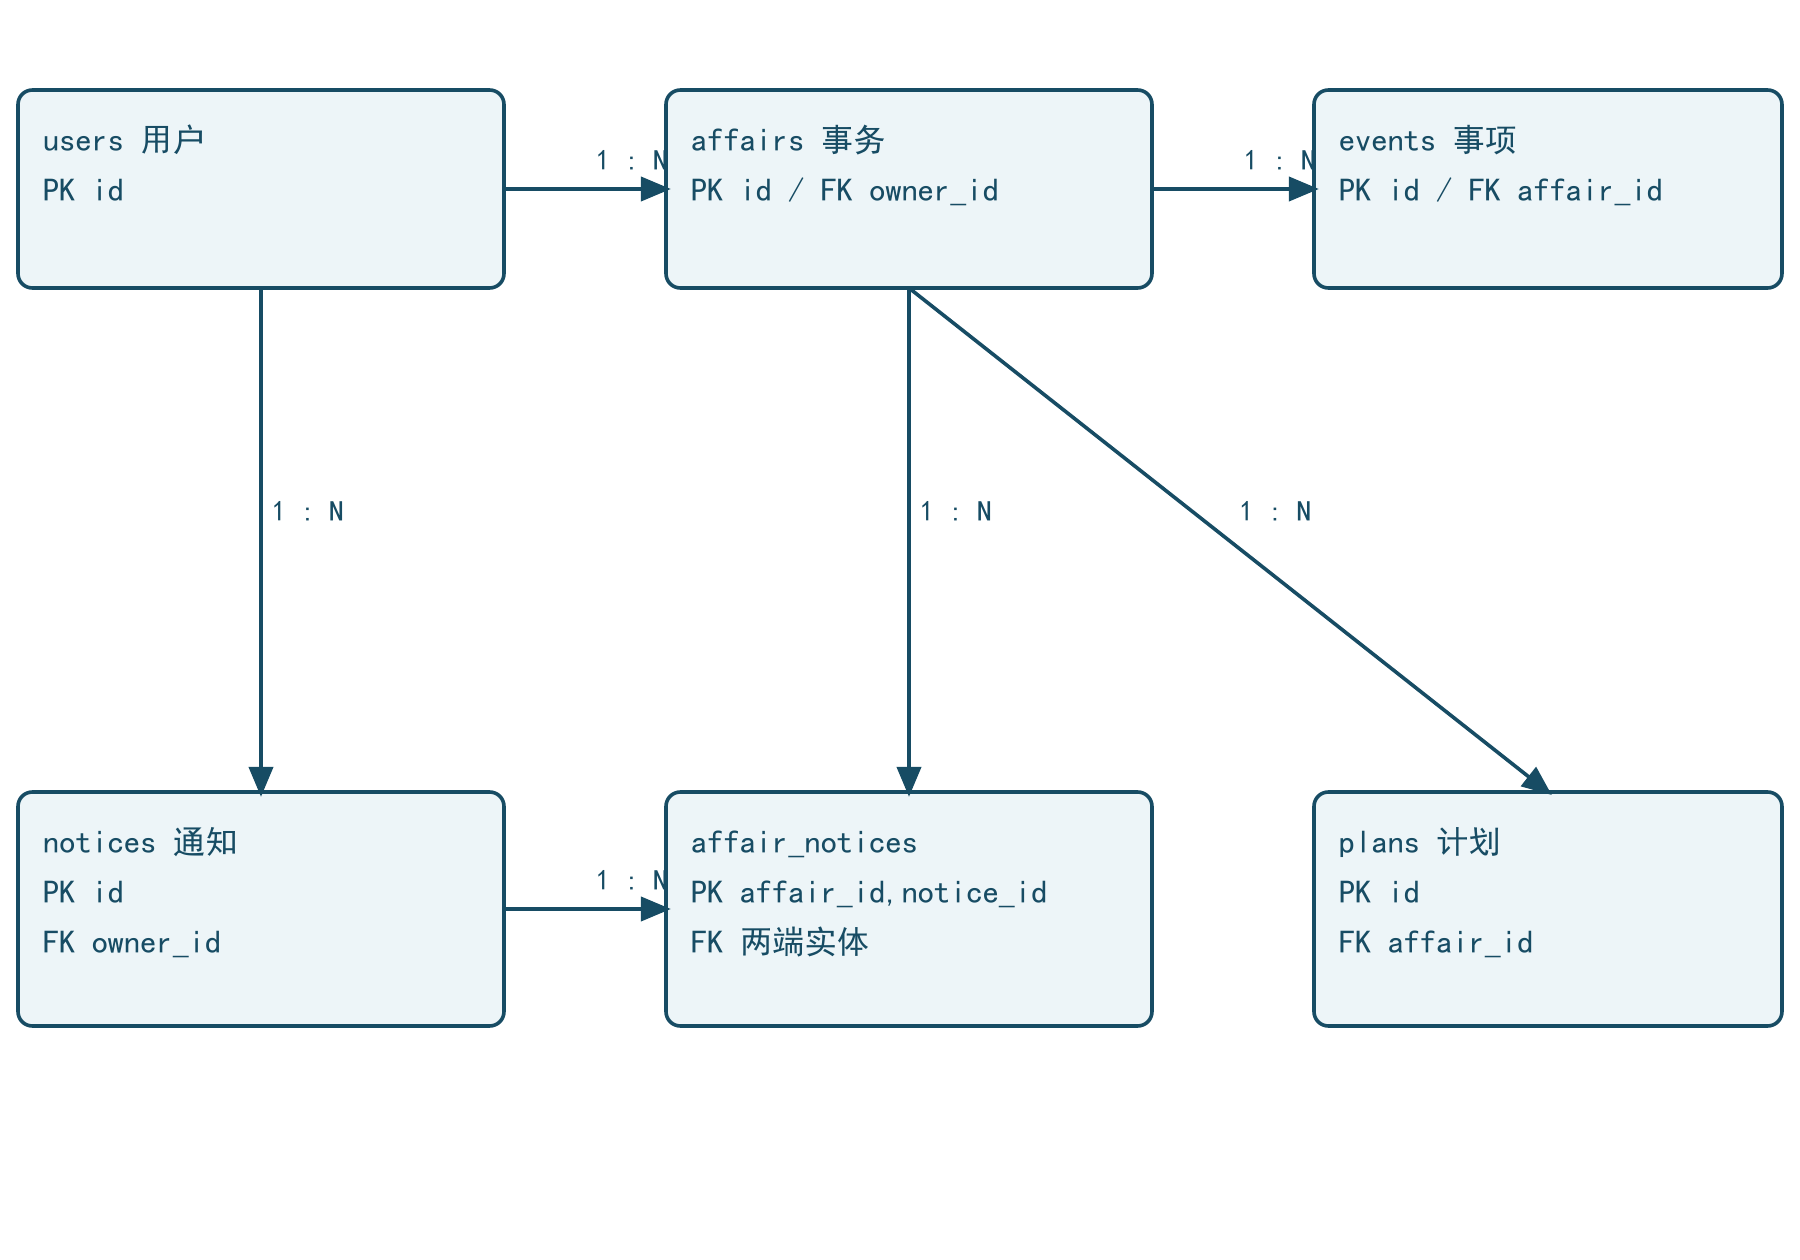 users 用户
PK id
1 : N
affairs 事务
PK id / FK owner_id
1 : N
events 事项
PK id / FK affair_id
1 : N
1 : N
1 : N
notices 通知
PK id
FK owner_id
1 : N
affair_notices
PK affair_id,notice_id
FK 两端实体
plans 计划
PK id
FK affair_id